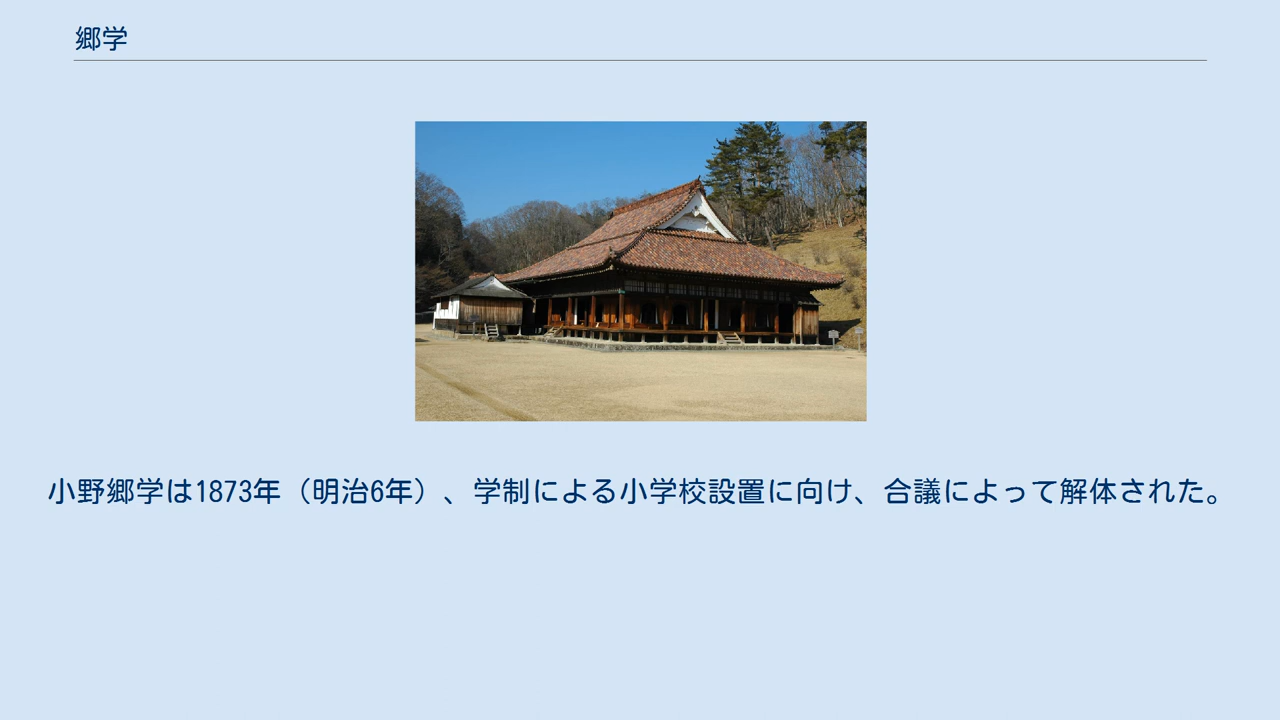 郷学
小野郷学は1873年（明治6年）、学制による小学校設置に向け、合議によって解体された。